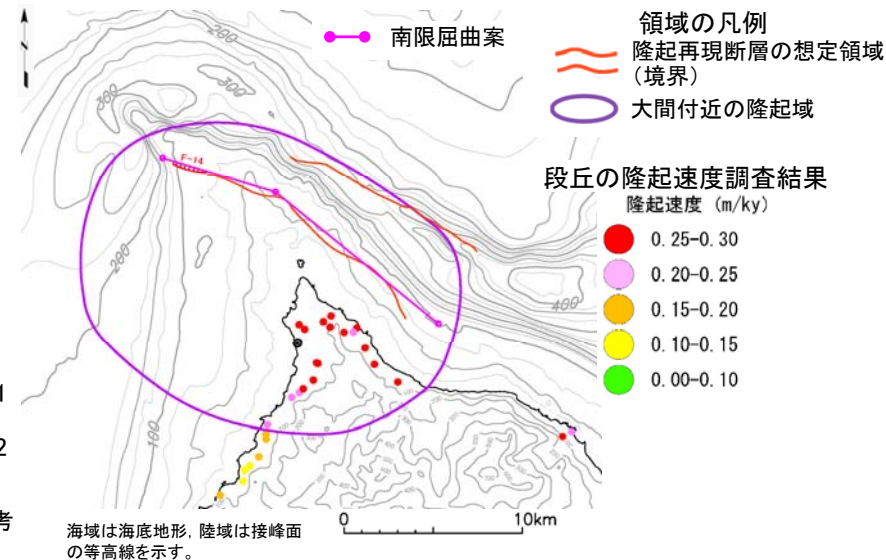 南限屈曲案
領域の凡例
隆起再現断層の想定領域
(境界)
大間付近の隆起域
段丘の隆起速度調査結果
隆起速度 (m/ky)
0.25-0.30
0.20-0.25
0.15-0.20
0.10-0.15
0.00-0.10
200
300
300
F-14
200
400
100
1
2
考
0
10km
海域は海底地形, 陸域は接峰面
の等高線を示す。